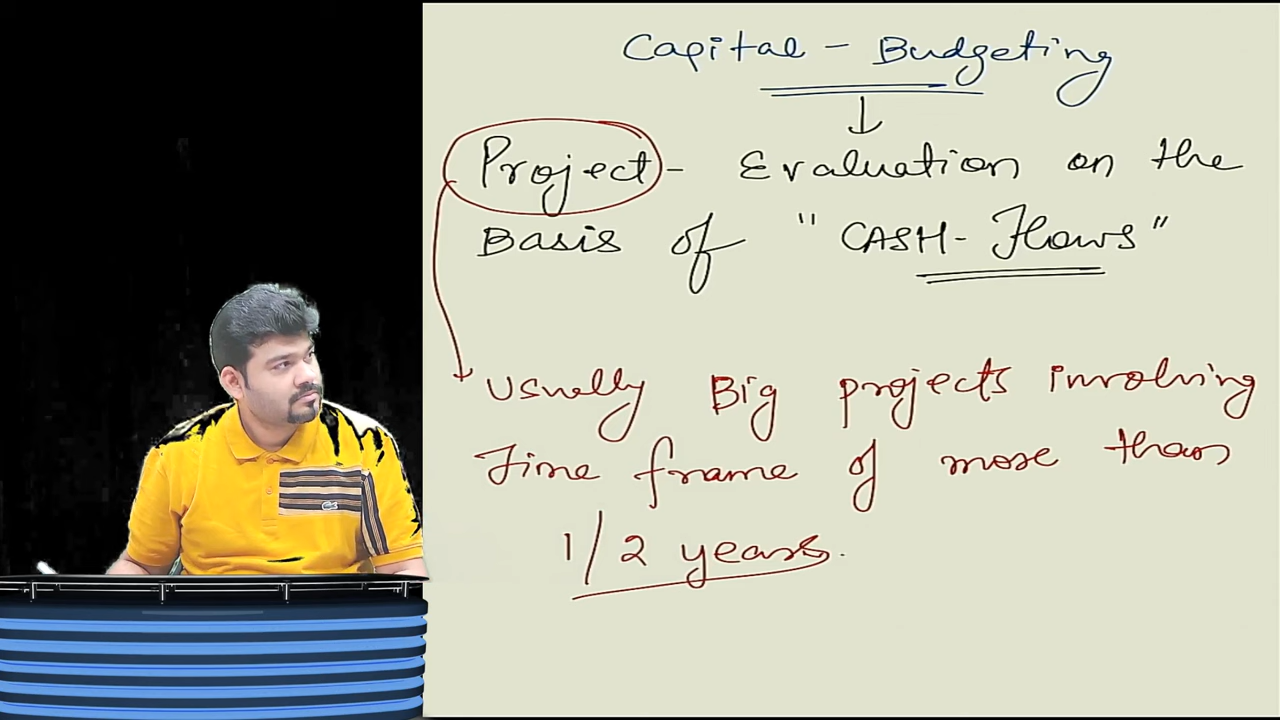 Capital - Budgeting
Project - Evaluation on the
Basis of "CASH-Flows"
Usually Big projects involving
Time frame of more than
1/2 years.